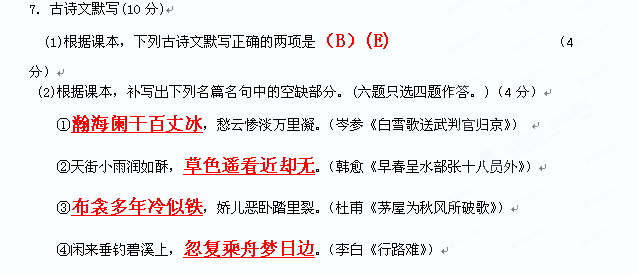 7. 古诗文默写(10 分)
(1)根据课本，下列古诗文默写正确的两项是（B）(E) （4
分）
(2)根据课本，补写出下列名篇名句中的空缺部分。(六题只选四题作答。)（4 分）
①瀚海阑干百丈冰，愁云惨淡万里凝。(岑参《白雪歌送武判官归京》)
②天街小雨润如酥，草色遥看近却无。(韩愈《早春呈水部张十八员外》)
③布衾多年冷似铁，娇儿恶卧踏里裂。(杜甫《茅屋为秋风所破歌》)
④闲来垂钓碧溪上，忽复乘舟梦日边。(李白《行路难》)